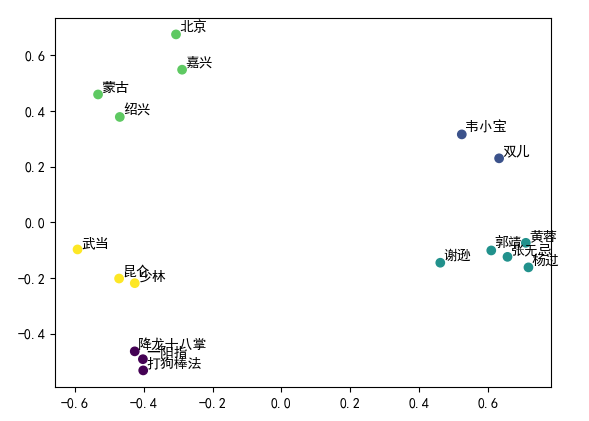 北京
0.6
嘉兴
蒙古
绍兴
0.4
韦小宝
双儿
0.2
0.0
武当
黄蓉
郭靖
张无忌
谢逊
杨过
昆仑
少林
-0.2
-0.4
降龙十八掌
一阳指
打狗棒法
-0.6 -0.4 -0.2 0.0 0.2 0.4 0.6